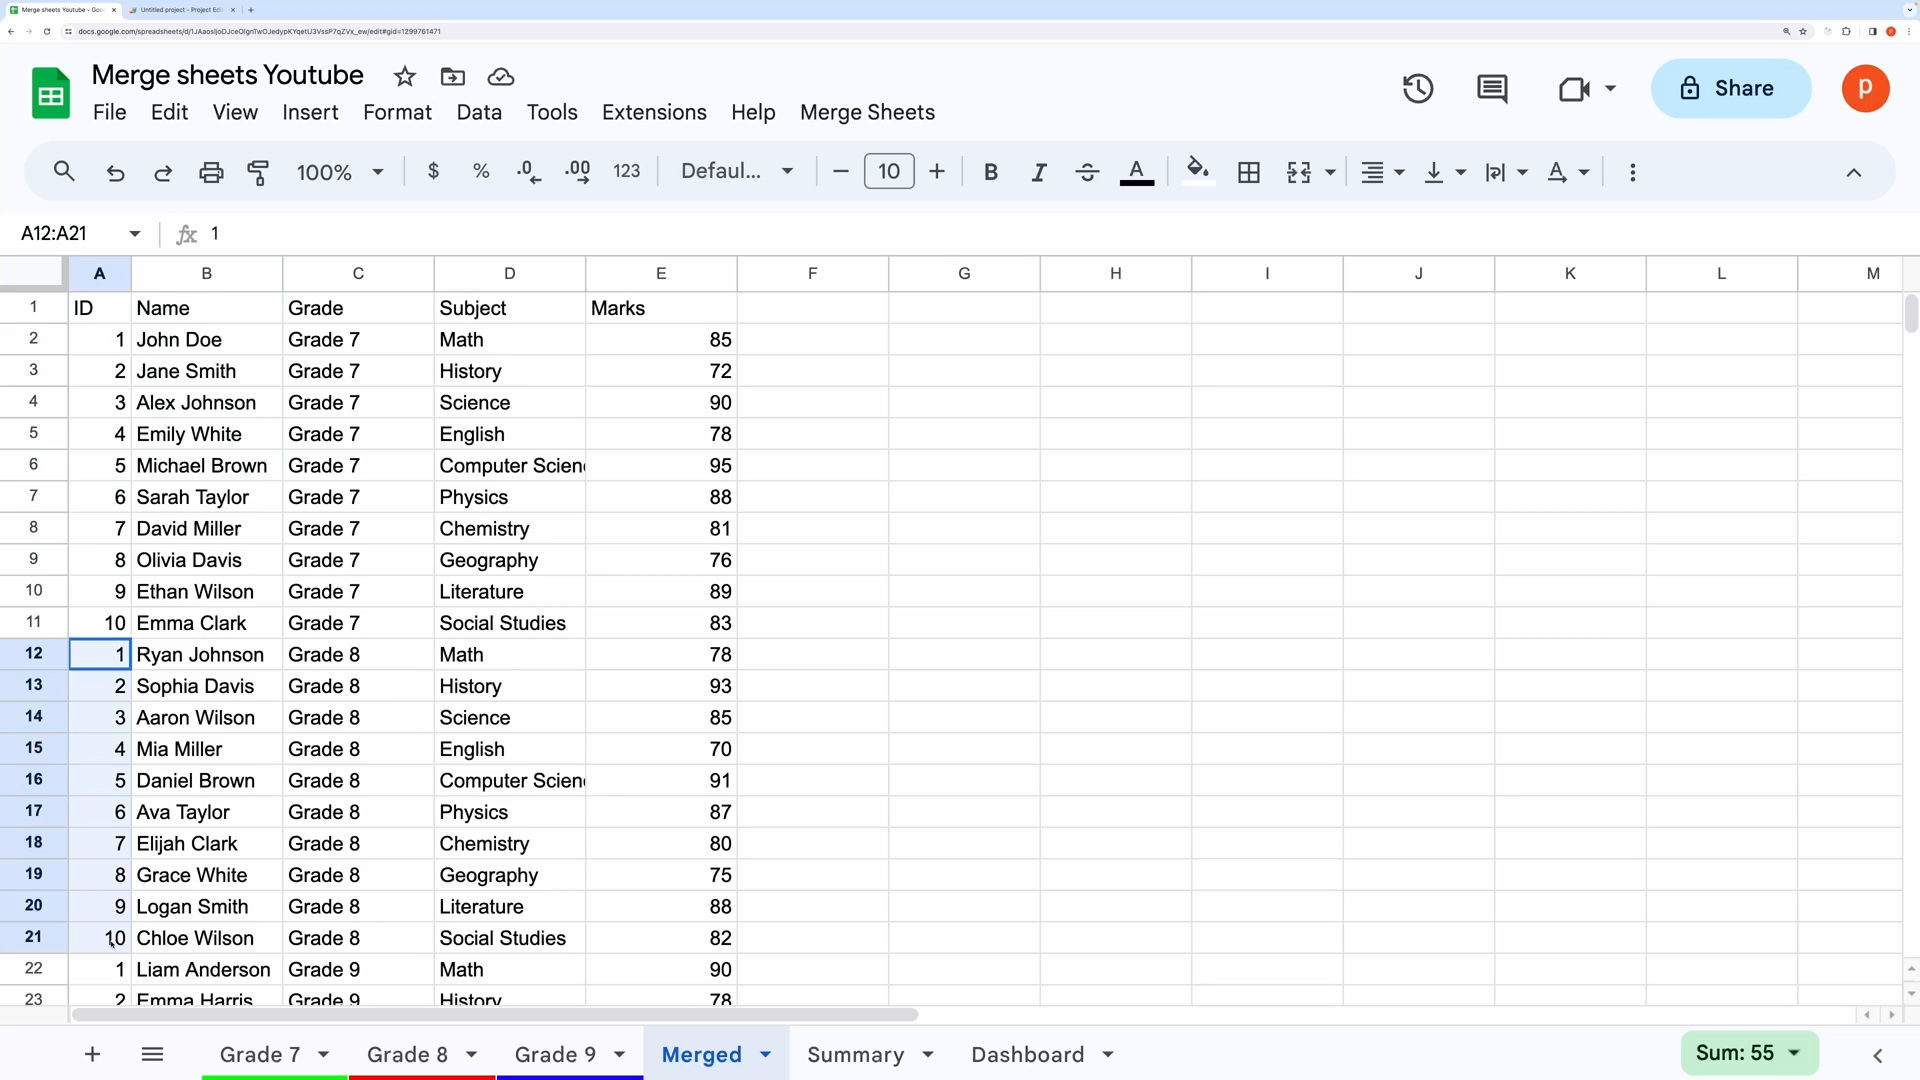 Merge sheets Youtube - Goo
Untitled project - Project Edi
docs.google.com/spreadsheets/d/1JAaosIjoDJceOIgnTwOJedypKYqetU3VssP7qZVx_ew/edit#gid=1299761471
Merge sheets Youtube
Share
p
File Edit View Insert Format Data Tools Extensions Help Merge Sheets
100% $ % .0 .00 123 Defaul... 10 B I A A
A12:A21 fx 1
A B C D E F G H I J K L M
1 ID Name Grade Subject Marks
2 1 John Doe Grade 7 Math 85
3 2 Jane Smith Grade 7 History 72
4 3 Alex Johnson Grade 7 Science 90
5 4 Emily White Grade 7 English 78
6 5 Michael Brown Grade 7 Computer Scien 95
7 6 Sarah Taylor Grade 7 Physics 88
8 7 David Miller Grade 7 Chemistry 81
9 8 Olivia Davis Grade 7 Geography 76
10 9 Ethan Wilson Grade 7 Literature 89
11 10 Emma Clark Grade 7 Social Studies 83
12 1 Ryan Johnson Grade 8 Math 78
13 2 Sophia Davis Grade 8 History 93
14 3 Aaron Wilson Grade 8 Science 85
15 4 Mia Miller Grade 8 English 70
16 5 Daniel Brown Grade 8 Computer Scien 91
17 6 Ava Taylor Grade 8 Physics 87
18 7 Elijah Clark Grade 8 Chemistry 80
19 8 Grace White Grade 8 Geography 75
20 9 Logan Smith Grade 8 Literature 88
21 10 Chloe Wilson Grade 8 Social Studies 82
22 1 Liam Anderson Grade 9 Math 90
23 2 Emma Harris Grade 9 History 78
Grade 7 Grade 8 Grade 9 Merged Summary Dashboard Sum: 55